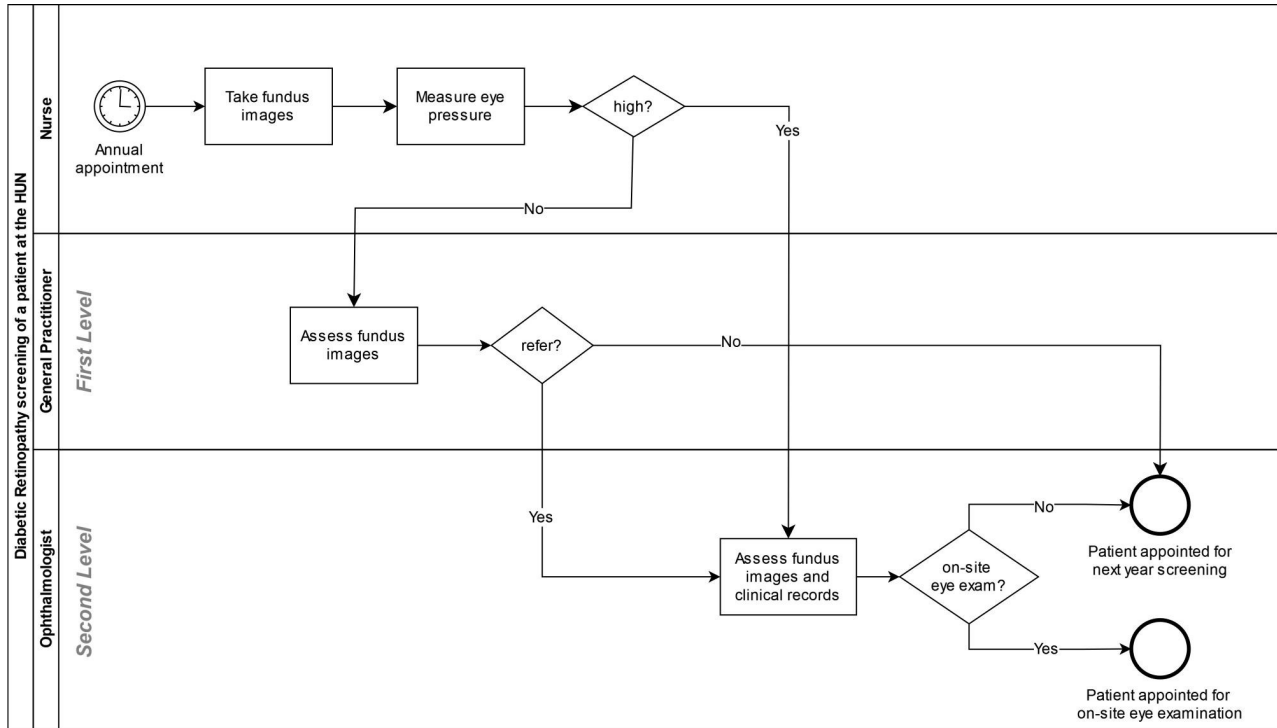 Diabetic Retinopathy screening of a patient at the HUN
Nurse
Annual
appointment
Take fundus
images
Measure eye
pressure
high?
Yes
No
General Practitioner
First Level
Assess fundus
images
refer?
No
Yes
Ophthalmologist
Second Level
Assess fundus
images and
clinical records
on-site
eye exam?
No
Patient appointed for
next year screening
Yes
Patient appointed for
on-site eye examination